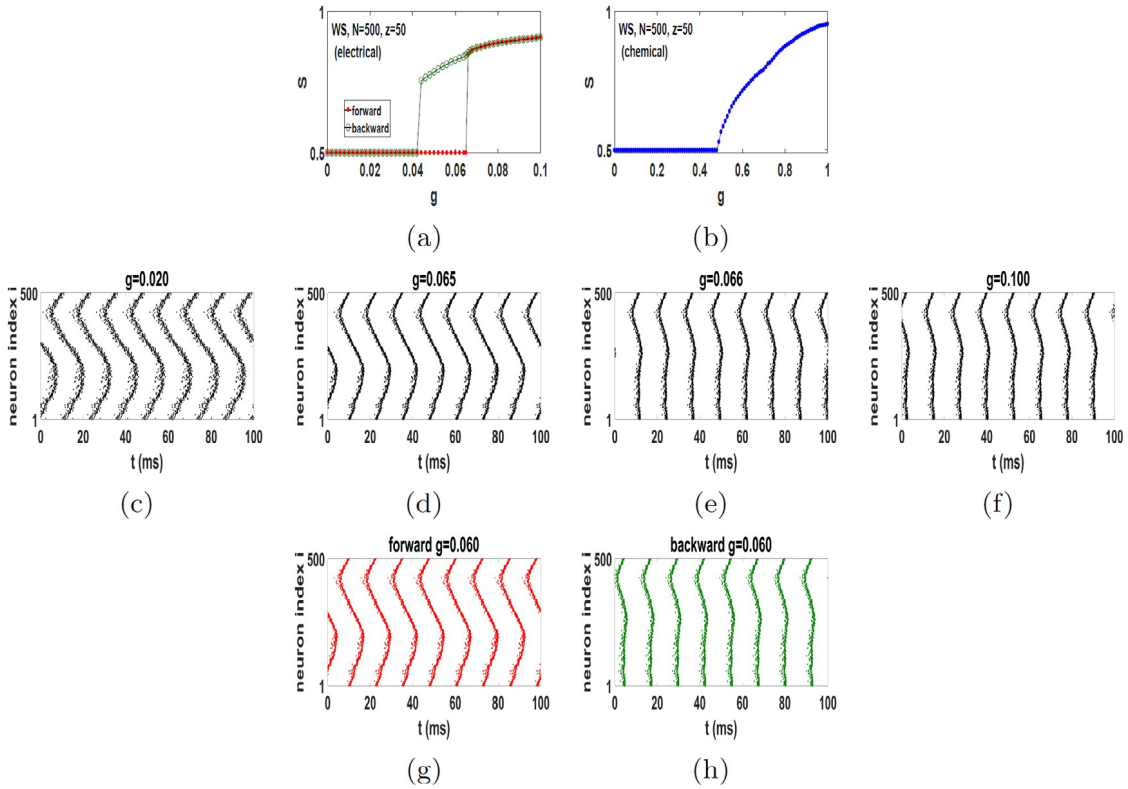 1
WS, N=500, z=50
(electrical)
S
forward
backward
0.5
0 0.02 0.04 0.06 0.08 0.1
g
(a)
1
WS, N=500, z=50
(chemical)
S
0.5
0 0.2 0.4 0.6 0.8 1
g
(b)
g=0.020
500
neuron index i
1
0 20 40 60 80 100
t (ms)
(c)
g=0.065
500
neuron index i
1
0 20 40 60 80 100
t (ms)
(d)
g=0.066
500
neuron index i
1
0 20 40 60 80 100
t (ms)
(e)
g=0.100
500
neuron index i
1
0 20 40 60 80 100
t (ms)
(f)
forward g=0.060
500
neuron index i
1
0 20 40 60 80 100
t (ms)
(g)
backward g=0.060
500
neuron index i
1
0 20 40 60 80 100
t (ms)
(h)